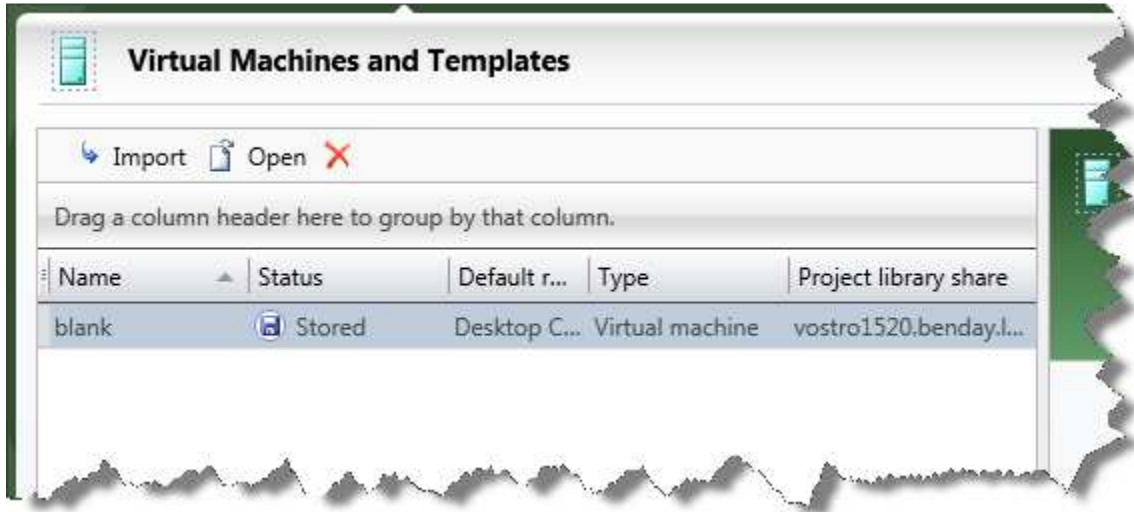 Virtual Machines and Templates
Import Open
Drag a column header here to group by that column.
Name Status Default r... Type Project library share
blank Stored Desktop C... Virtual machine vostro1520.benday.l...